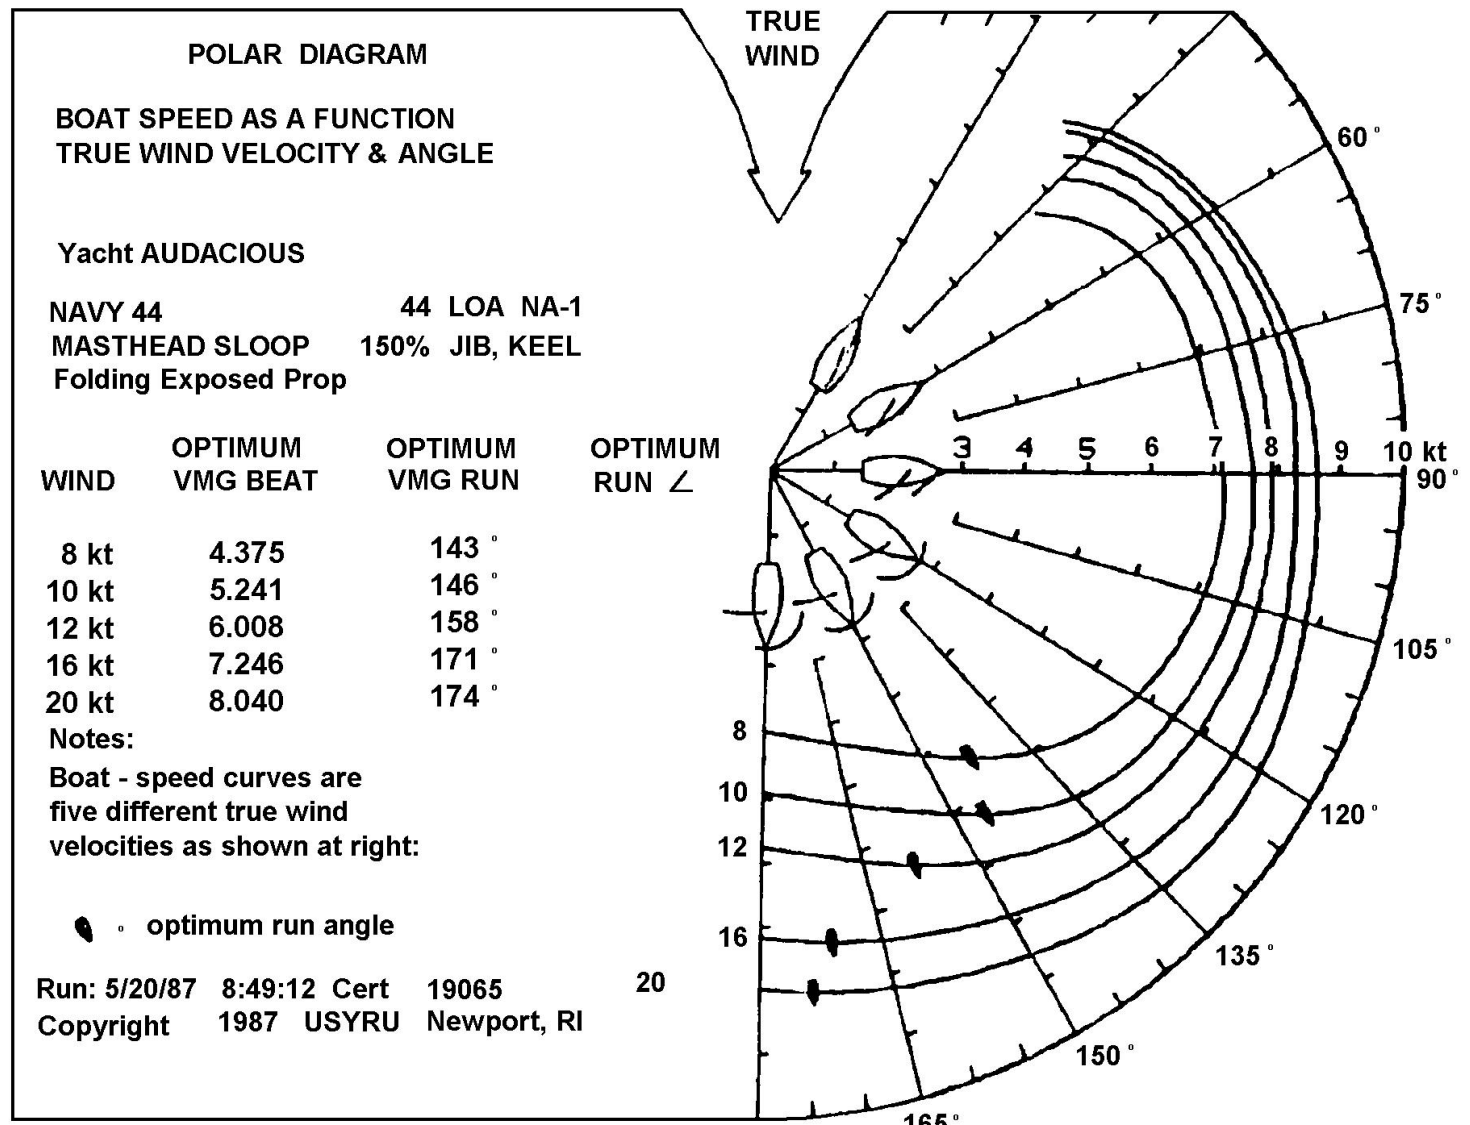 TRUE
WIND
POLAR DIAGRAM
BOAT SPEED AS A FUNCTION
TRUE WIND VELOCITY & ANGLE
Yacht AUDACIOUS
NAVY 44 44 LOA NA-1
MASTHEAD SLOOP 150% JIB, KEEL
Folding Exposed Prop
OPTIMUM OPTIMUM OPTIMUM
WIND VMG BEAT VMG RUN RUN ∠
8 kt 4.375 143 °
10 kt 5.241 146 °
12 kt 6.008 158 °
16 kt 7.246 171 °
20 kt 8.040 174 °
Notes:
Boat - speed curves are
five different true wind
velocities as shown at right:
° optimum run angle
Run: 5/20/87 8:49:12 Cert 19065
Copyright 1987 USYRU Newport, RI
60 °
75 °
3 4 5 6 7 8 9 10 kt
90 °
105 °
120 °
135 °
150 °
165 °
8
10
12
16
20